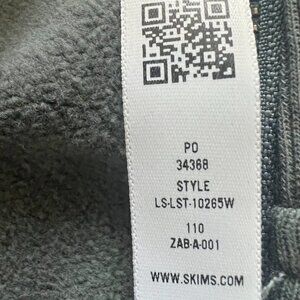 PO
34368
STYLE
LS-LST-10265W
110
ZAB-A-001
WWW.SKIMS.COM